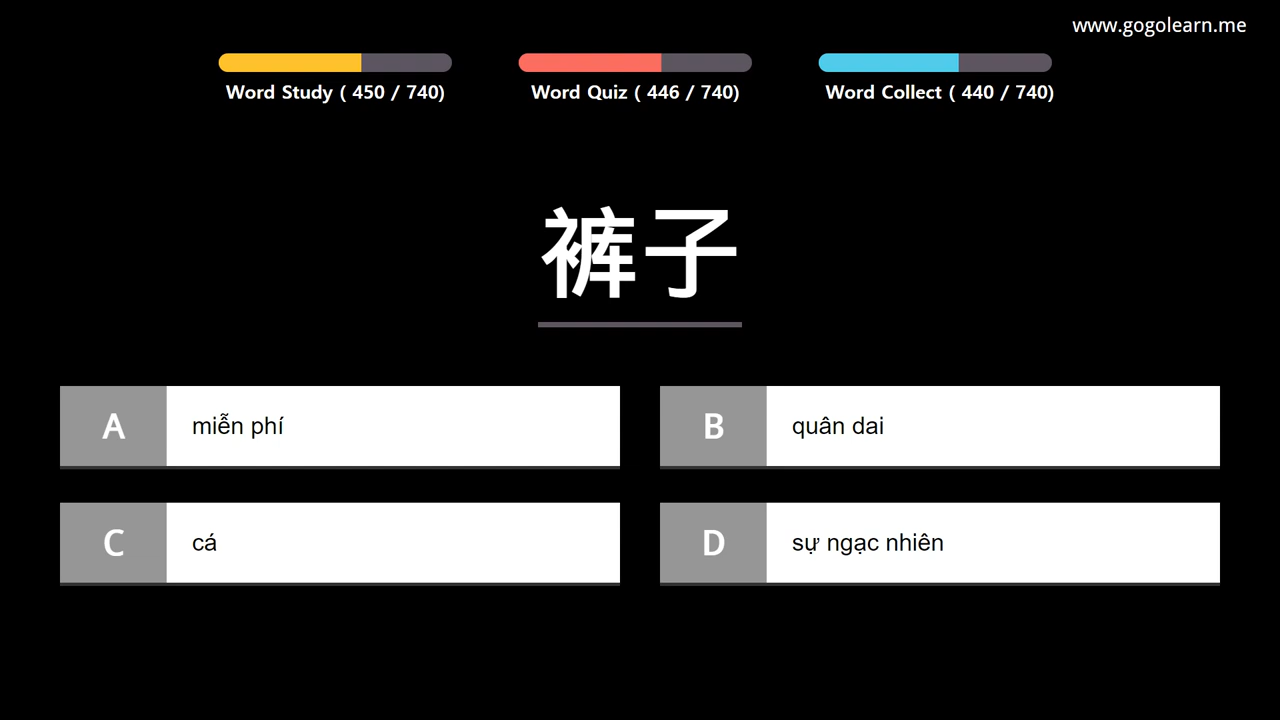 www.gogolearn.me
Word Study ( 450 / 740)
Word Quiz ( 446 / 740)
Word Collect ( 440 / 740)
裤子
A miễn phí
B quân dai
C cá
D sự ngạc nhiên